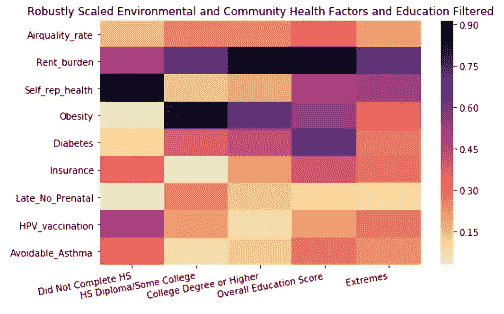 Robustly Scaled Environmental and Community Health Factors and Education Filtered
Airquality_rate
Rent_burden
Self_rep_health
Obesity
Diabetes
Insurance
Late_No_Prenatal
HPV_vaccination
Avoidable_Asthma
Did Not Complete HS
HS Diploma/Some College
College Degree or Higher
Overall Education Score
Extremes
0.90
0.75
0.60
0.45
0.30
0.15